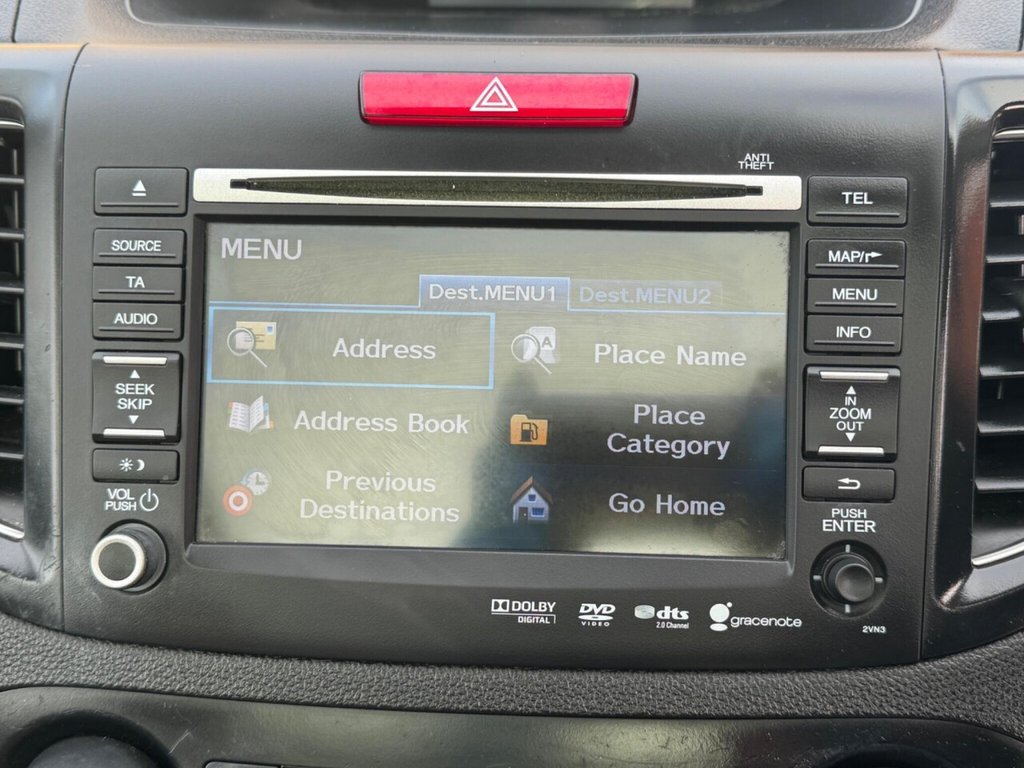 ANTI
THEFT
TEL
SOURCE
TA
AUDIO
SEEK
SKIP
VOL
PUSH
MENU
Dest.MENU1
Dest.MENU2
Address
A
Place Name
Address Book
Place
Category
Previous
Destinations
Go Home
MAP/
MENU
INFO
IN
ZOOM
OUT
PUSH
ENTER
DOLBY
DIGITAL
DVD
VIDEO
dts
2.0 Channel
gracenote
2VN3